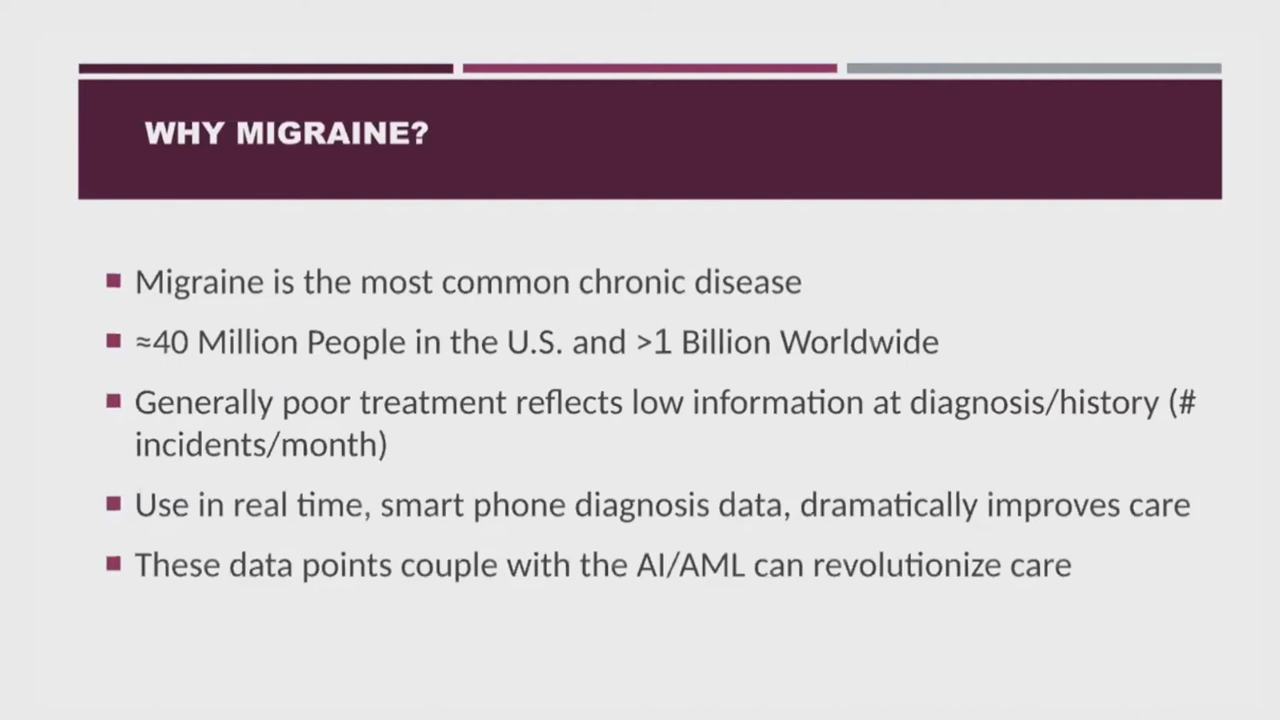 WHY MIGRAINE?
Migraine is the most common chronic disease
≈40 Million People in the U.S. and >1 Billion Worldwide
Generally poor treatment reflects low information at diagnosis/history (#
incidents/month)
Use in real time, smart phone diagnosis data, dramatically improves care
These data points couple with the AI/AML can revolutionize care